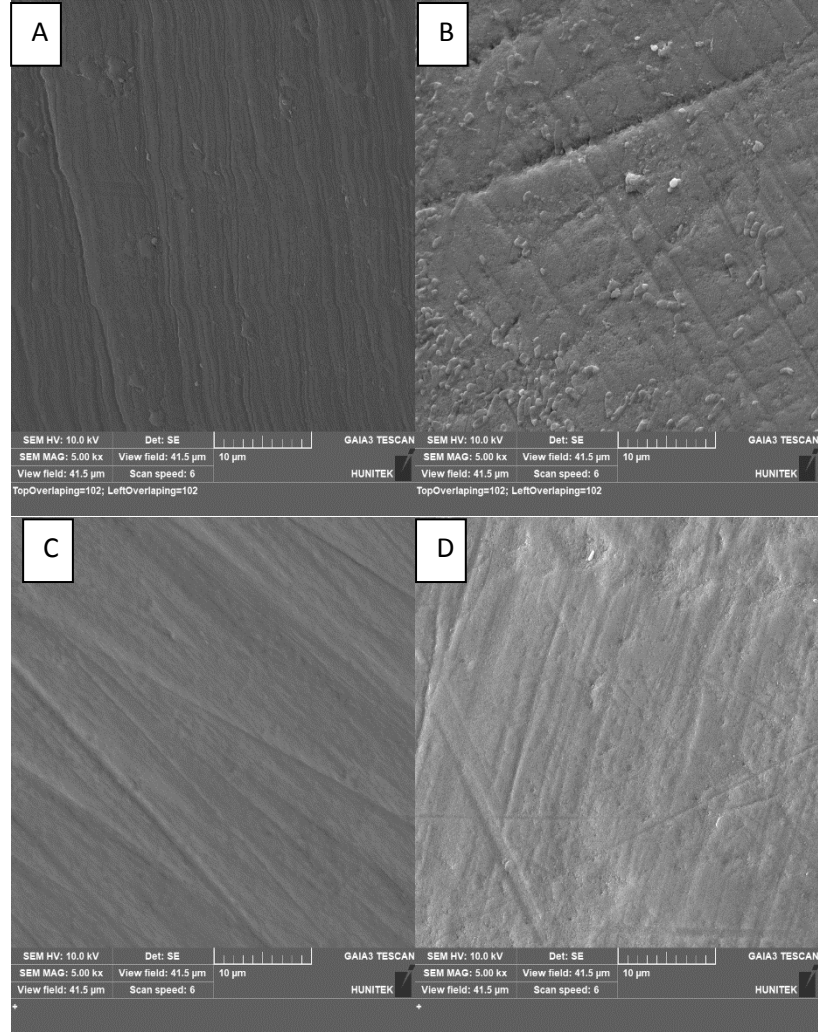 A
B
SEM HV: 10.0 kV Det: SE GAIA3 TESCAN
SEM MAG: 5.00 kx View field: 41.5 µm 10 µm
View field: 41.5 µm Scan speed: 6 HUNITEK
TopOverlaping=102; LeftOverlaping=102
SEM HV: 10.0 kV Det: SE GAIA3 TESCAN
SEM MAG: 5.00 kx View field: 41.5 µm 10 µm
View field: 41.5 µm Scan speed: 6 HUNITEK
TopOverlaping=102; LeftOverlaping=102
C
D
SEM HV: 10.0 kV Det: SE GAIA3 TESCAN
SEM MAG: 5.00 kx View field: 41.5 µm 10 µm
View field: 41.5 µm Scan speed: 6 HUNITEK
SEM HV: 10.0 kV Det: SE GAIA3 TESCAN
SEM MAG: 5.00 kx View field: 41.5 µm 10 µm
View field: 41.5 µm Scan speed: 6 HUNITEK